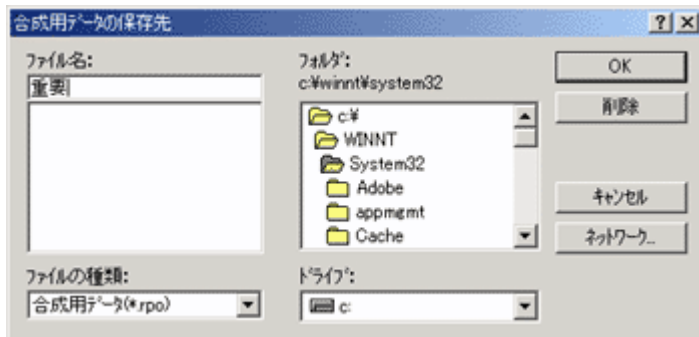 合成用ﾃﾞｰﾀの保存先
ﾌｧｲﾙ名:
重要
ﾌｫﾙﾀﾞ:
c:¥winnt¥system32
c:¥
WINNT
System32
Adobe
appmgmt
Cache
OK
削除
ｷｬﾝｾﾙ
ﾈｯﾄﾜｰｸ...
ﾌｧｲﾙの種類:
合成用ﾃﾞｰﾀ(*.rpo)
ﾄﾞﾗｲﾌﾞ:
c: